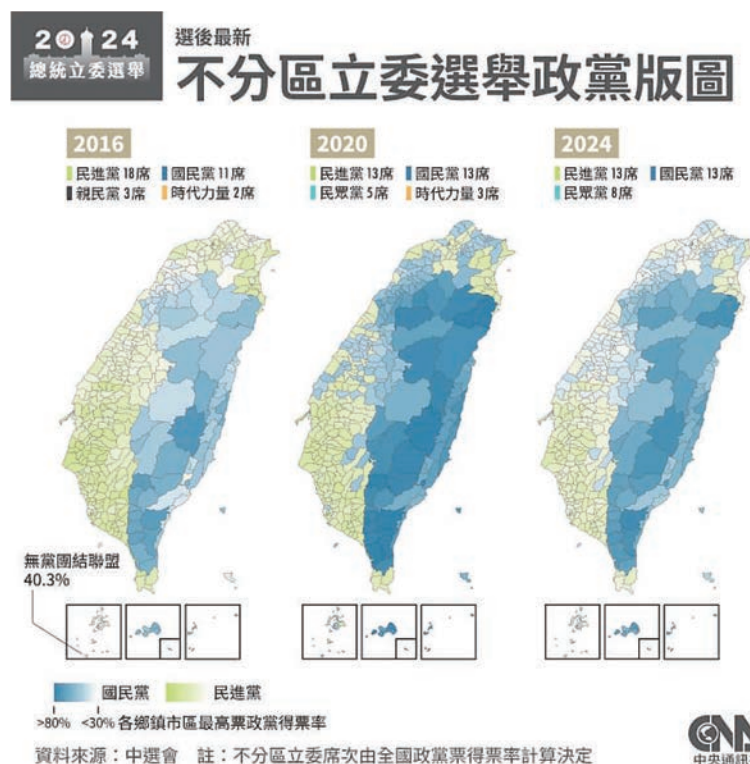 2024
總統立委選舉
選後最新
不分區立委選舉政黨版圖
2016
民進黨 18席 國民黨 11席
親民黨 3席 時代力量 2席
2020
民進黨 13席 國民黨 13席
民眾黨 5席 時代力量 3席
2024
民進黨 13席 國民黨 13席
民眾黨 8席
無黨團結聯盟
40.3%
國民黨 民進黨
>80% <30% 各鄉鎮市區最高票政黨得票率
資料來源：中選會 註：不分區立委席次由全國政黨票得票率計算決定
CNA
中央通訊